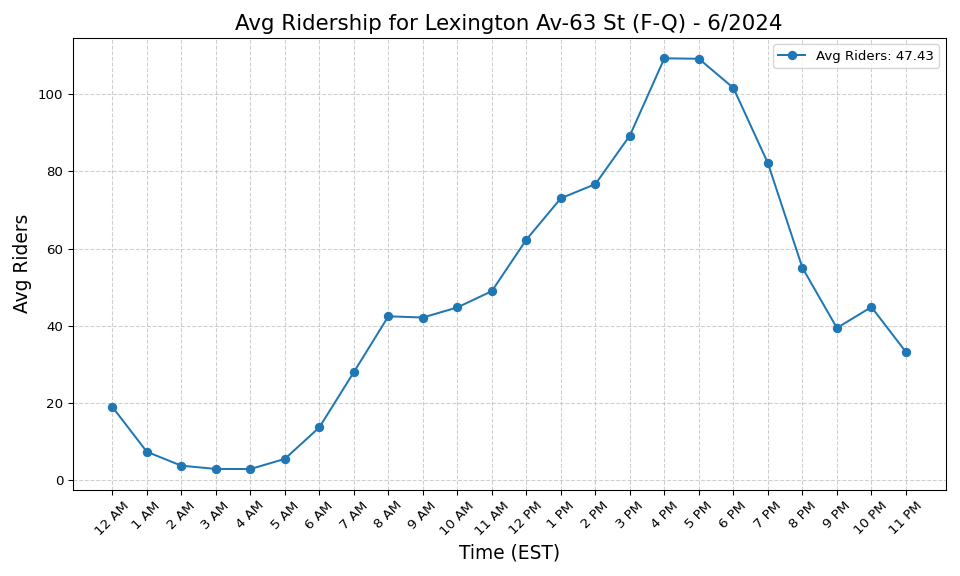 Avg Ridership for Lexington Av-63 St (F-Q) - 6/2024
Avg Riders: 47.43
Avg Riders
100
80
60
40
20
0
12 AM
1 AM
2 AM
3 AM
4 AM
5 AM
6 AM
7 AM
8 AM
9 AM
10 AM
11 AM
12 PM
1 PM
2 PM
3 PM
4 PM
5 PM
6 PM
7 PM
8 PM
9 PM
10 PM
11 PM
Time (EST)